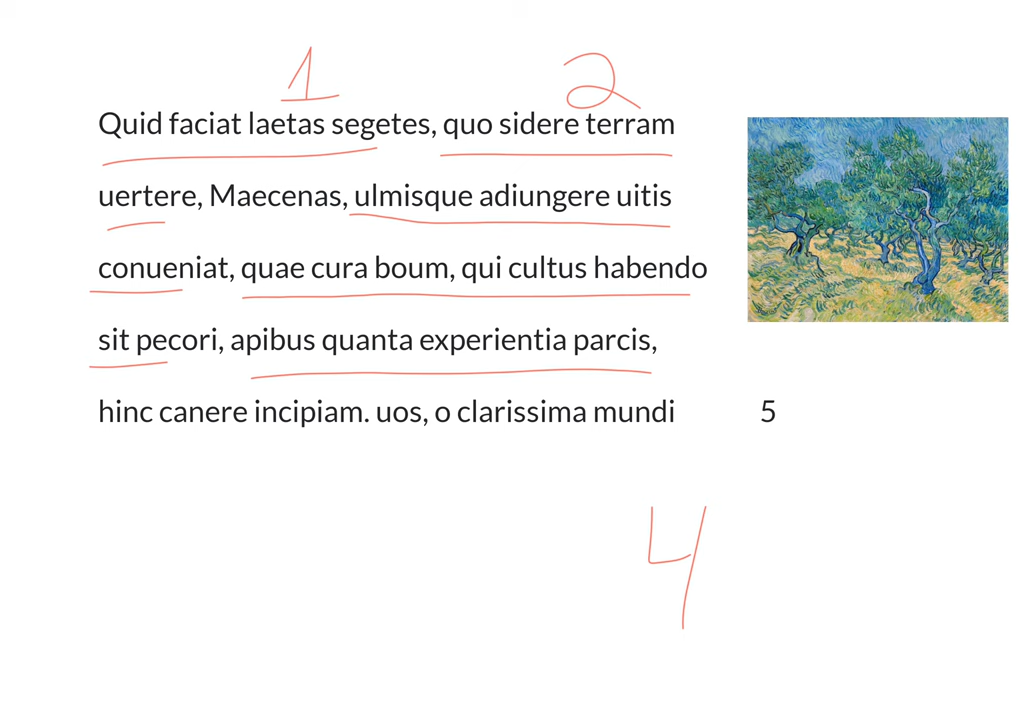 1 2
Quid faciat laetas segetes, quo sidere terram
uertere, Maecenas, ulmisque adiungere uitis
conueniat, quae cura boum, qui cultus habendo
sit pecori, apibus quanta experientia parcis,
hinc canere incipiam. uos, o clarissima mundi 5
4